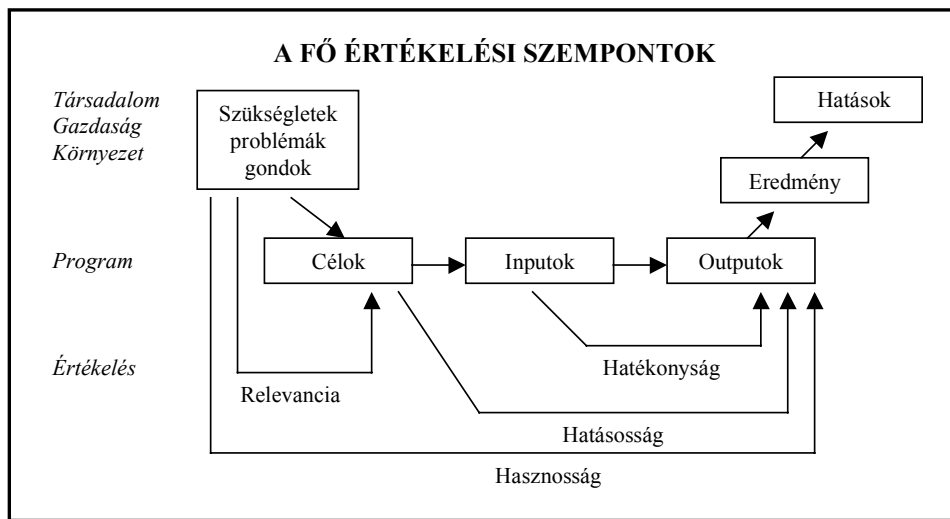 A FŐ ÉRTÉKELÉSI SZEMPONTOK
Társadalom
Gazdaság
Környezet
Szükségletek
problémák
gondok
Hatások
Eredmény
Program
Célok
Inputok
Outputok
Értékelés
Relevancia
Hatékonyság
Hatásosság
Hasznosság